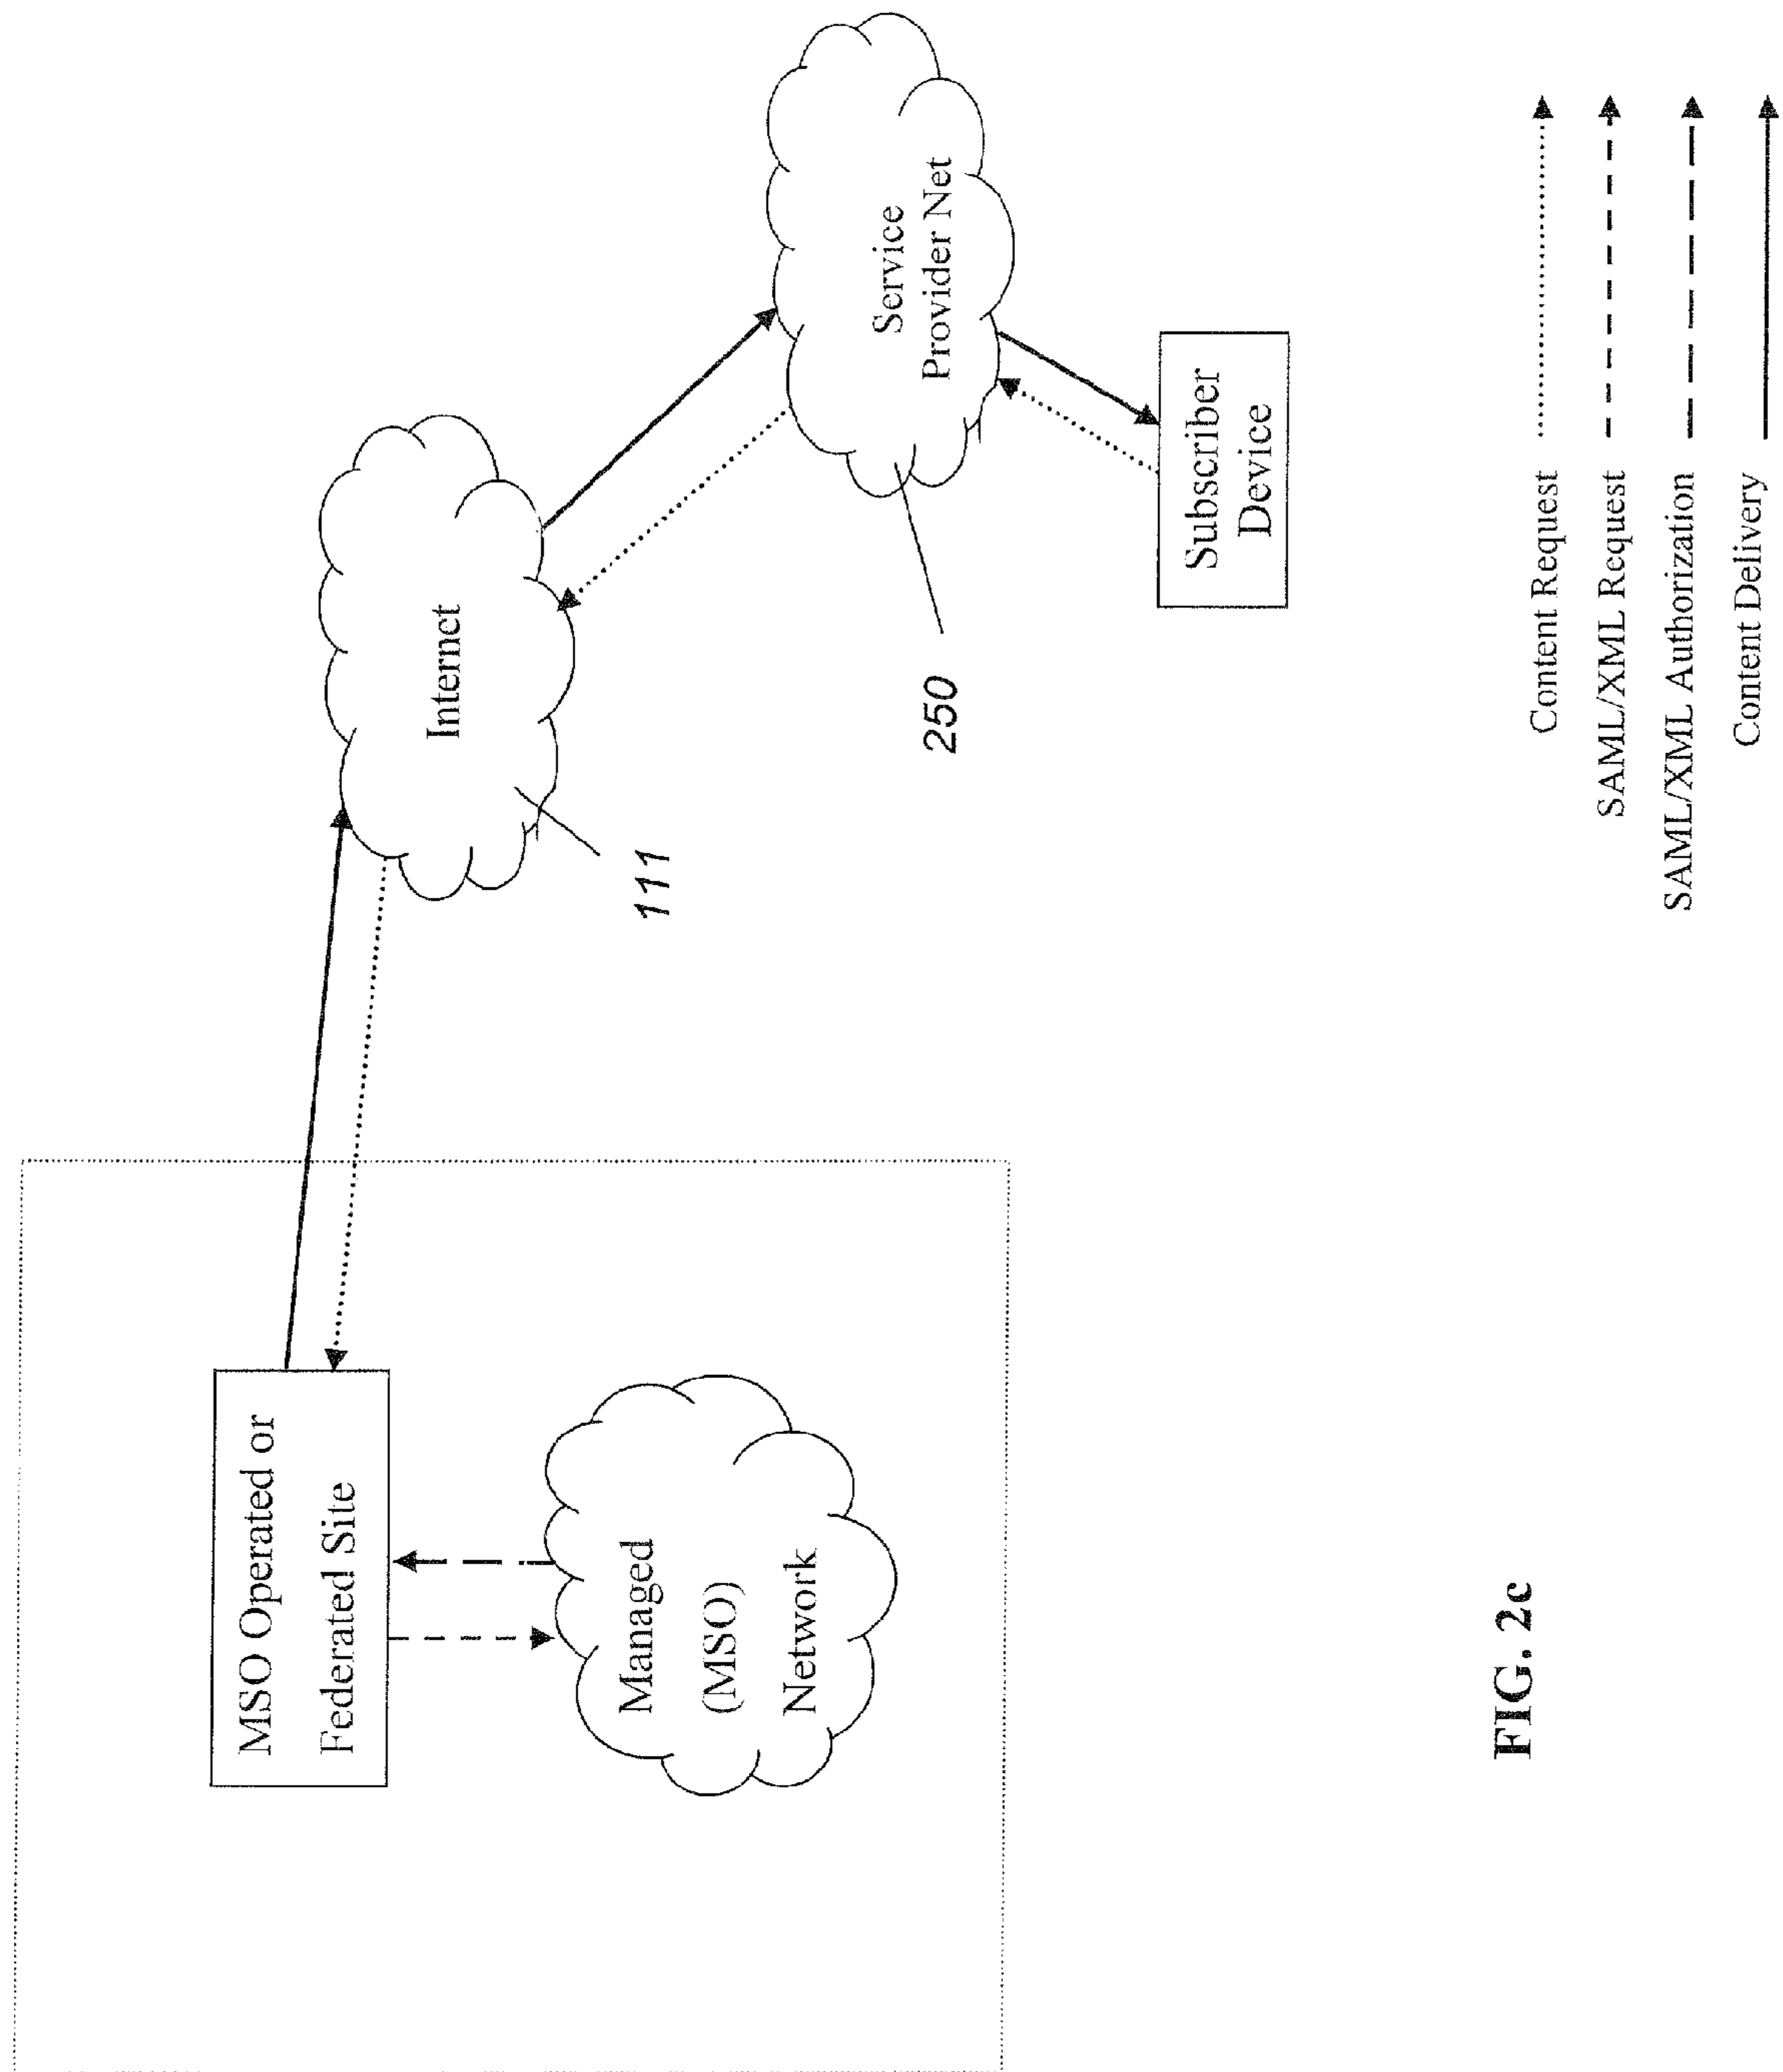 MSO Operated or
Federated Site
Managed
(MSO)
Network
Internet
111
Service
Provider Net
250
Subscriber
Device
Content Request
SAML/XML Request
SAML/XML Authorization
Content Delivery
FIG. 2c